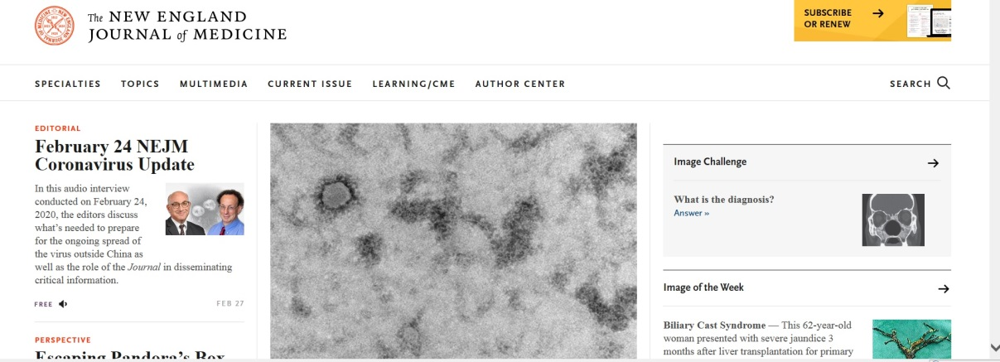 The NEW ENGLAND
JOURNAL of MEDICINE
SUBSCRIBE
OR RENEW
SPECIALTIES TOPICS MULTIMEDIA CURRENT ISSUE LEARNING/CME AUTHOR CENTER SEARCH
EDITORIAL
February 24 NEJM
Coronavirus Update
In this audio interview
conducted on February 24,
2020, the editors discuss
what's needed to prepare
for the ongoing spread of
the virus outside China as
well as the role of the Journal in disseminating
critical information.
FREE FEB 27
PERSPECTIVE
Escaping Pandora's Box
Image Challenge
What is the diagnosis?
Answer »
Image of the Week
Biliary Cast Syndrome — This 62-year-old
woman presented with severe jaundice 3
months after liver transplantation for primary